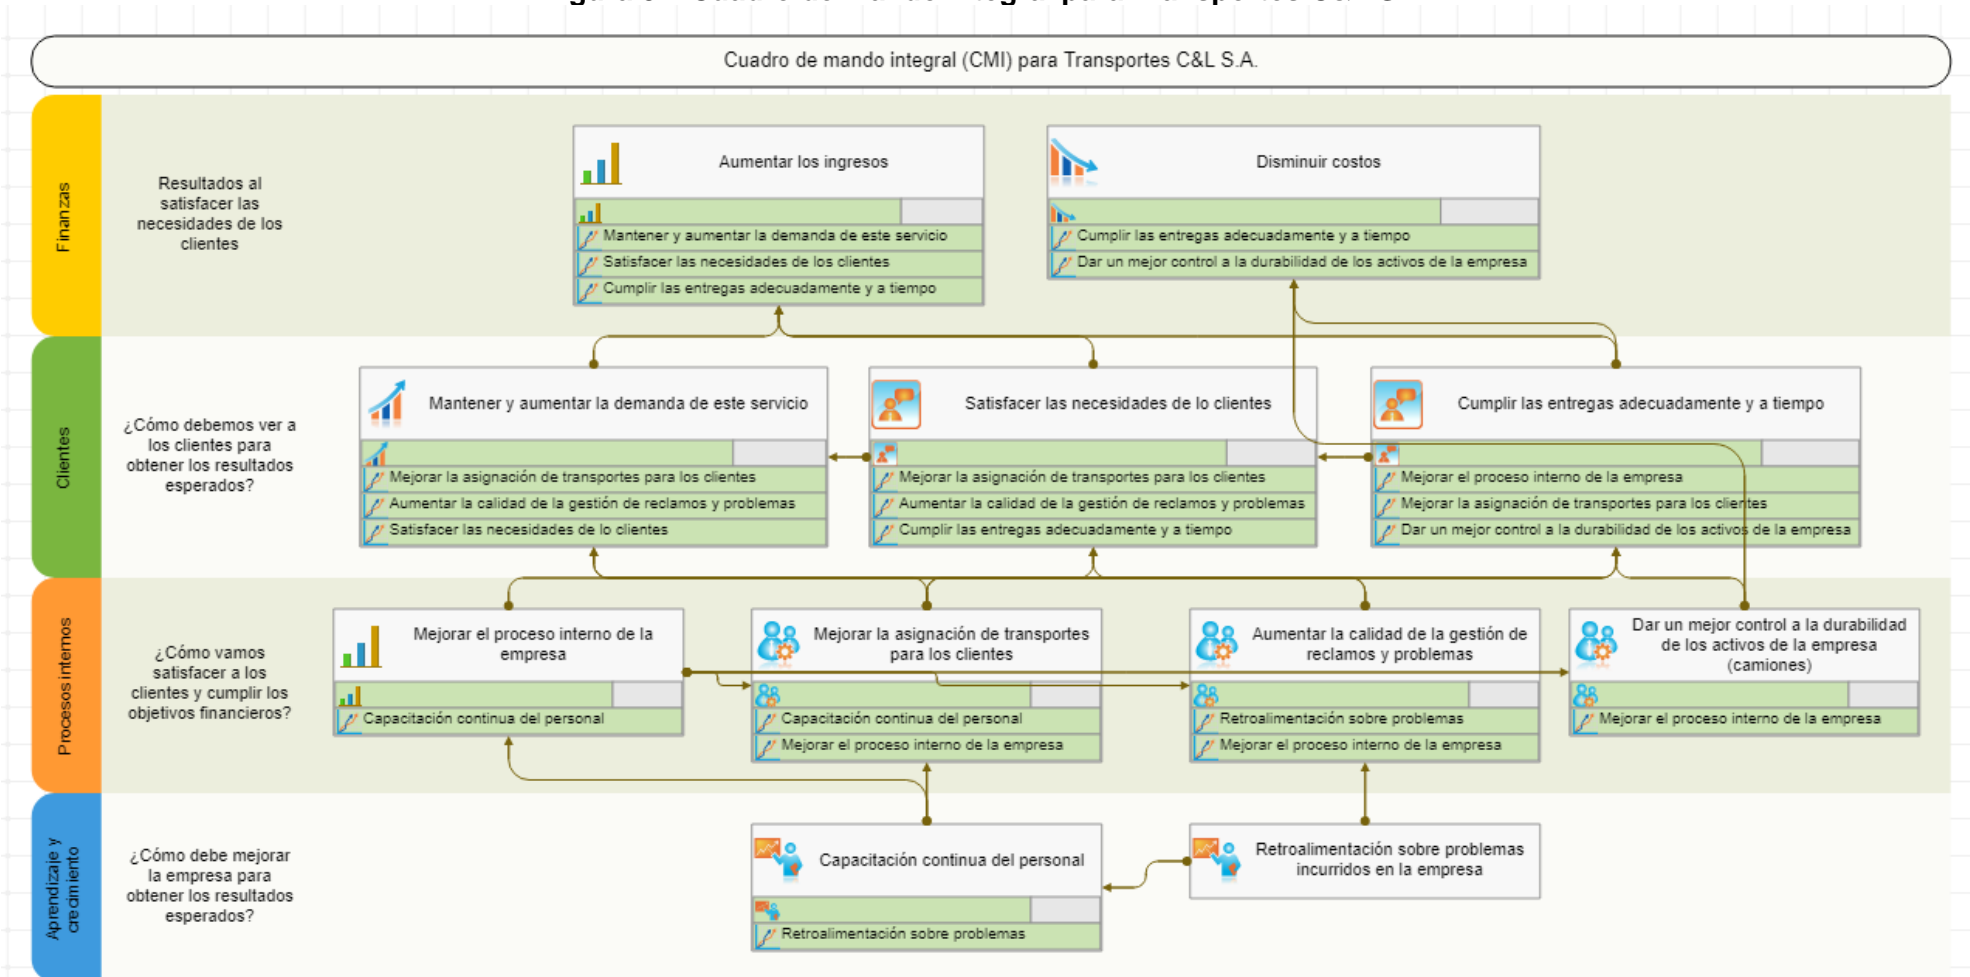 Cuadro de mando integral (CMI) para Transportes C&L S.A.
Finanzas
Resultados al
satisfacer las
necesidades de los
clientes
Aumentar los ingresos
Mantener y aumentar la demanda de este servicio
Satisfacer las necesidades de los clientes
Cumplir las entregas adecuadamente y a tiempo
Disminuir costos
Cumplir las entregas adecuadamente y a tiempo
Dar un mejor control a la durabilidad de los activos de la empresa
Clientes
¿Cómo debemos ver a
los clientes para
obtener los resultados
esperados?
Mantener y aumentar la demanda de este servicio
Mejorar la asignación de transportes para los clientes
Aumentar la calidad de la gestión de reclamos y problemas
Satisfacer las necesidades de lo clientes
Satisfacer las necesidades de lo clientes
Mejorar la asignación de transportes para los clientes
Aumentar la calidad de la gestión de reclamos y problemas
Cumplir las entregas adecuadamente y a tiempo
Cumplir las entregas adecuadamente y a tiempo
Mejorar el proceso interno de la empresa
Mejorar la asignación de transportes para los clientes
Dar un mejor control a la durabilidad de los activos de la empresa
Procesos internos
¿Cómo vamos
satisfacer a los
clientes y cumplir los
objetivos financieros?
Mejorar el proceso interno de la
empresa
Capacitación continua del personal
Mejorar la asignación de transportes
para los clientes
Capacitación continua del personal
Mejorar el proceso interno de la empresa
Aumentar la calidad de la gestión de
reclamos y problemas
Retroalimentación sobre problemas
Mejorar el proceso interno de la empresa
Dar un mejor control a la durabilidad
de los activos de la empresa
(camiones)
Mejorar el proceso interno de la empresa
Aprendizaje y
credimiento
¿Cómo debe mejorar
la empresa para
obtener los resultados
esperados?
Capacitación continua del personal
Retroalimentación sobre problemas
Retroalimentación sobre problemas
incurridos en la empresa